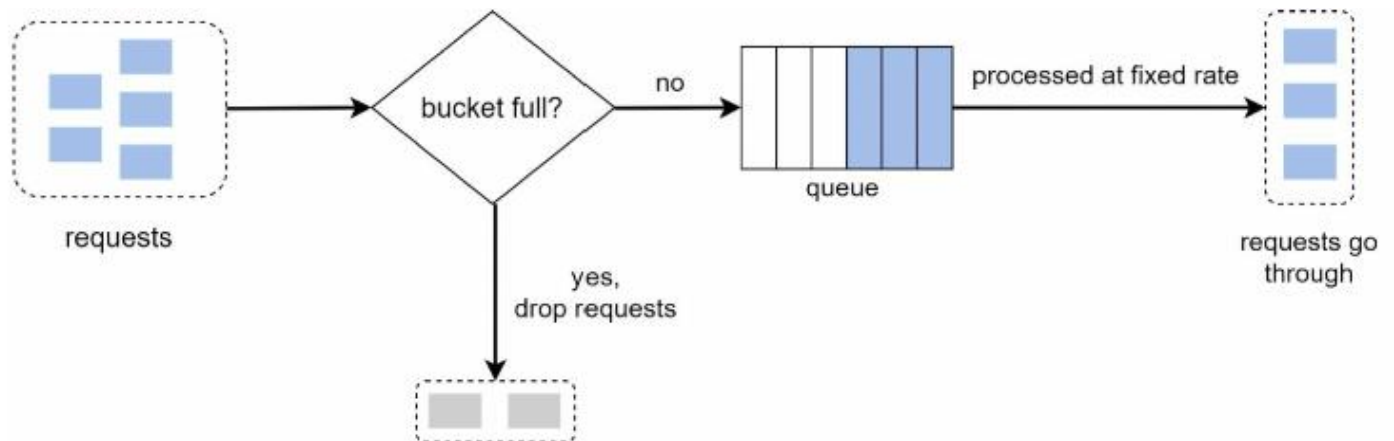 requests
bucket full?
no
yes,
drop requests
queue
processed at fixed rate
requests go
through